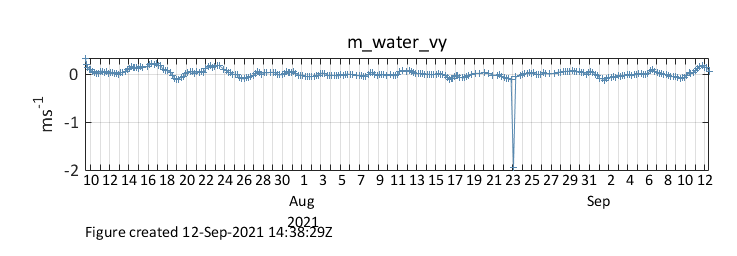 m_water_vy
0
-1
-2
ms-1
10 12 14 16 18 20 22 24 26 28 30 1 3 5 7 9 11 13 15 17 19 21 23 25 27 29 31 2 4 6 8 10 12
Aug Sep
2021
Figure created 12-Sep-2021 14:38:29Z